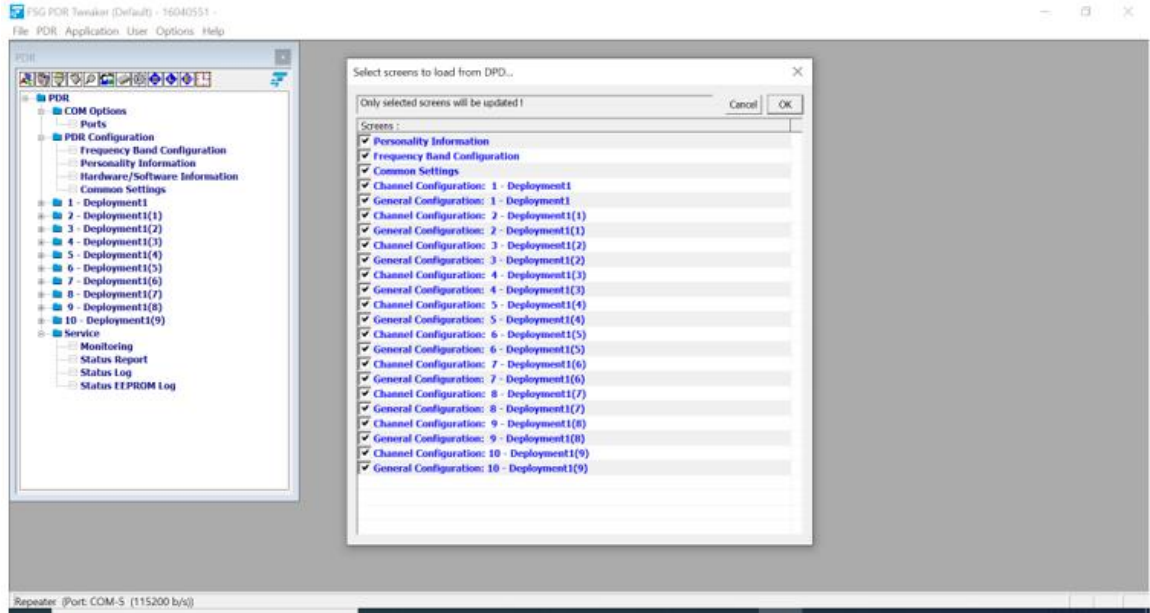 FSG PDR Tweaker (Default) - 16040551 -
File PDR Application User Options Help
PDR
PDR
COM Options
Ports
PDR Configuration
Frequency Band Configuration
Personality Information
Hardware/Software Information
Common Settings
1 - Deployment1
2 - Deployment1(1)
3 - Deployment1(2)
4 - Deployment1(3)
5 - Deployment1(4)
6 - Deployment1(5)
7 - Deployment1(6)
8 - Deployment1(7)
9 - Deployment1(8)
10 - Deployment1(9)
Service
Monitoring
Status Report
Status Log
Status EEPROM Log
Select screens to load from DPD...
Only selected screens will be updated !
Cancel OK
Screens :
Personality Information
Frequency Band Configuration
Common Settings
Channel Configuration: 1 - Deployment1
General Configuration: 1 - Deployment1
Channel Configuration: 2 - Deployment1(1)
General Configuration: 2 - Deployment1(1)
Channel Configuration: 3 - Deployment1(2)
General Configuration: 3 - Deployment1(2)
Channel Configuration: 4 - Deployment1(3)
General Configuration: 4 - Deployment1(3)
Channel Configuration: 5 - Deployment1(4)
General Configuration: 5 - Deployment1(4)
Channel Configuration: 6 - Deployment1(5)
General Configuration: 6 - Deployment1(5)
Channel Configuration: 7 - Deployment1(6)
General Configuration: 7 - Deployment1(6)
Channel Configuration: 8 - Deployment1(7)
General Configuration: 8 - Deployment1(7)
Channel Configuration: 9 - Deployment1(8)
General Configuration: 9 - Deployment1(8)
Channel Configuration: 10 - Deployment1(9)
General Configuration: 10 - Deployment1(9)
Repeater (Port: COM-5 (115200 b/s))